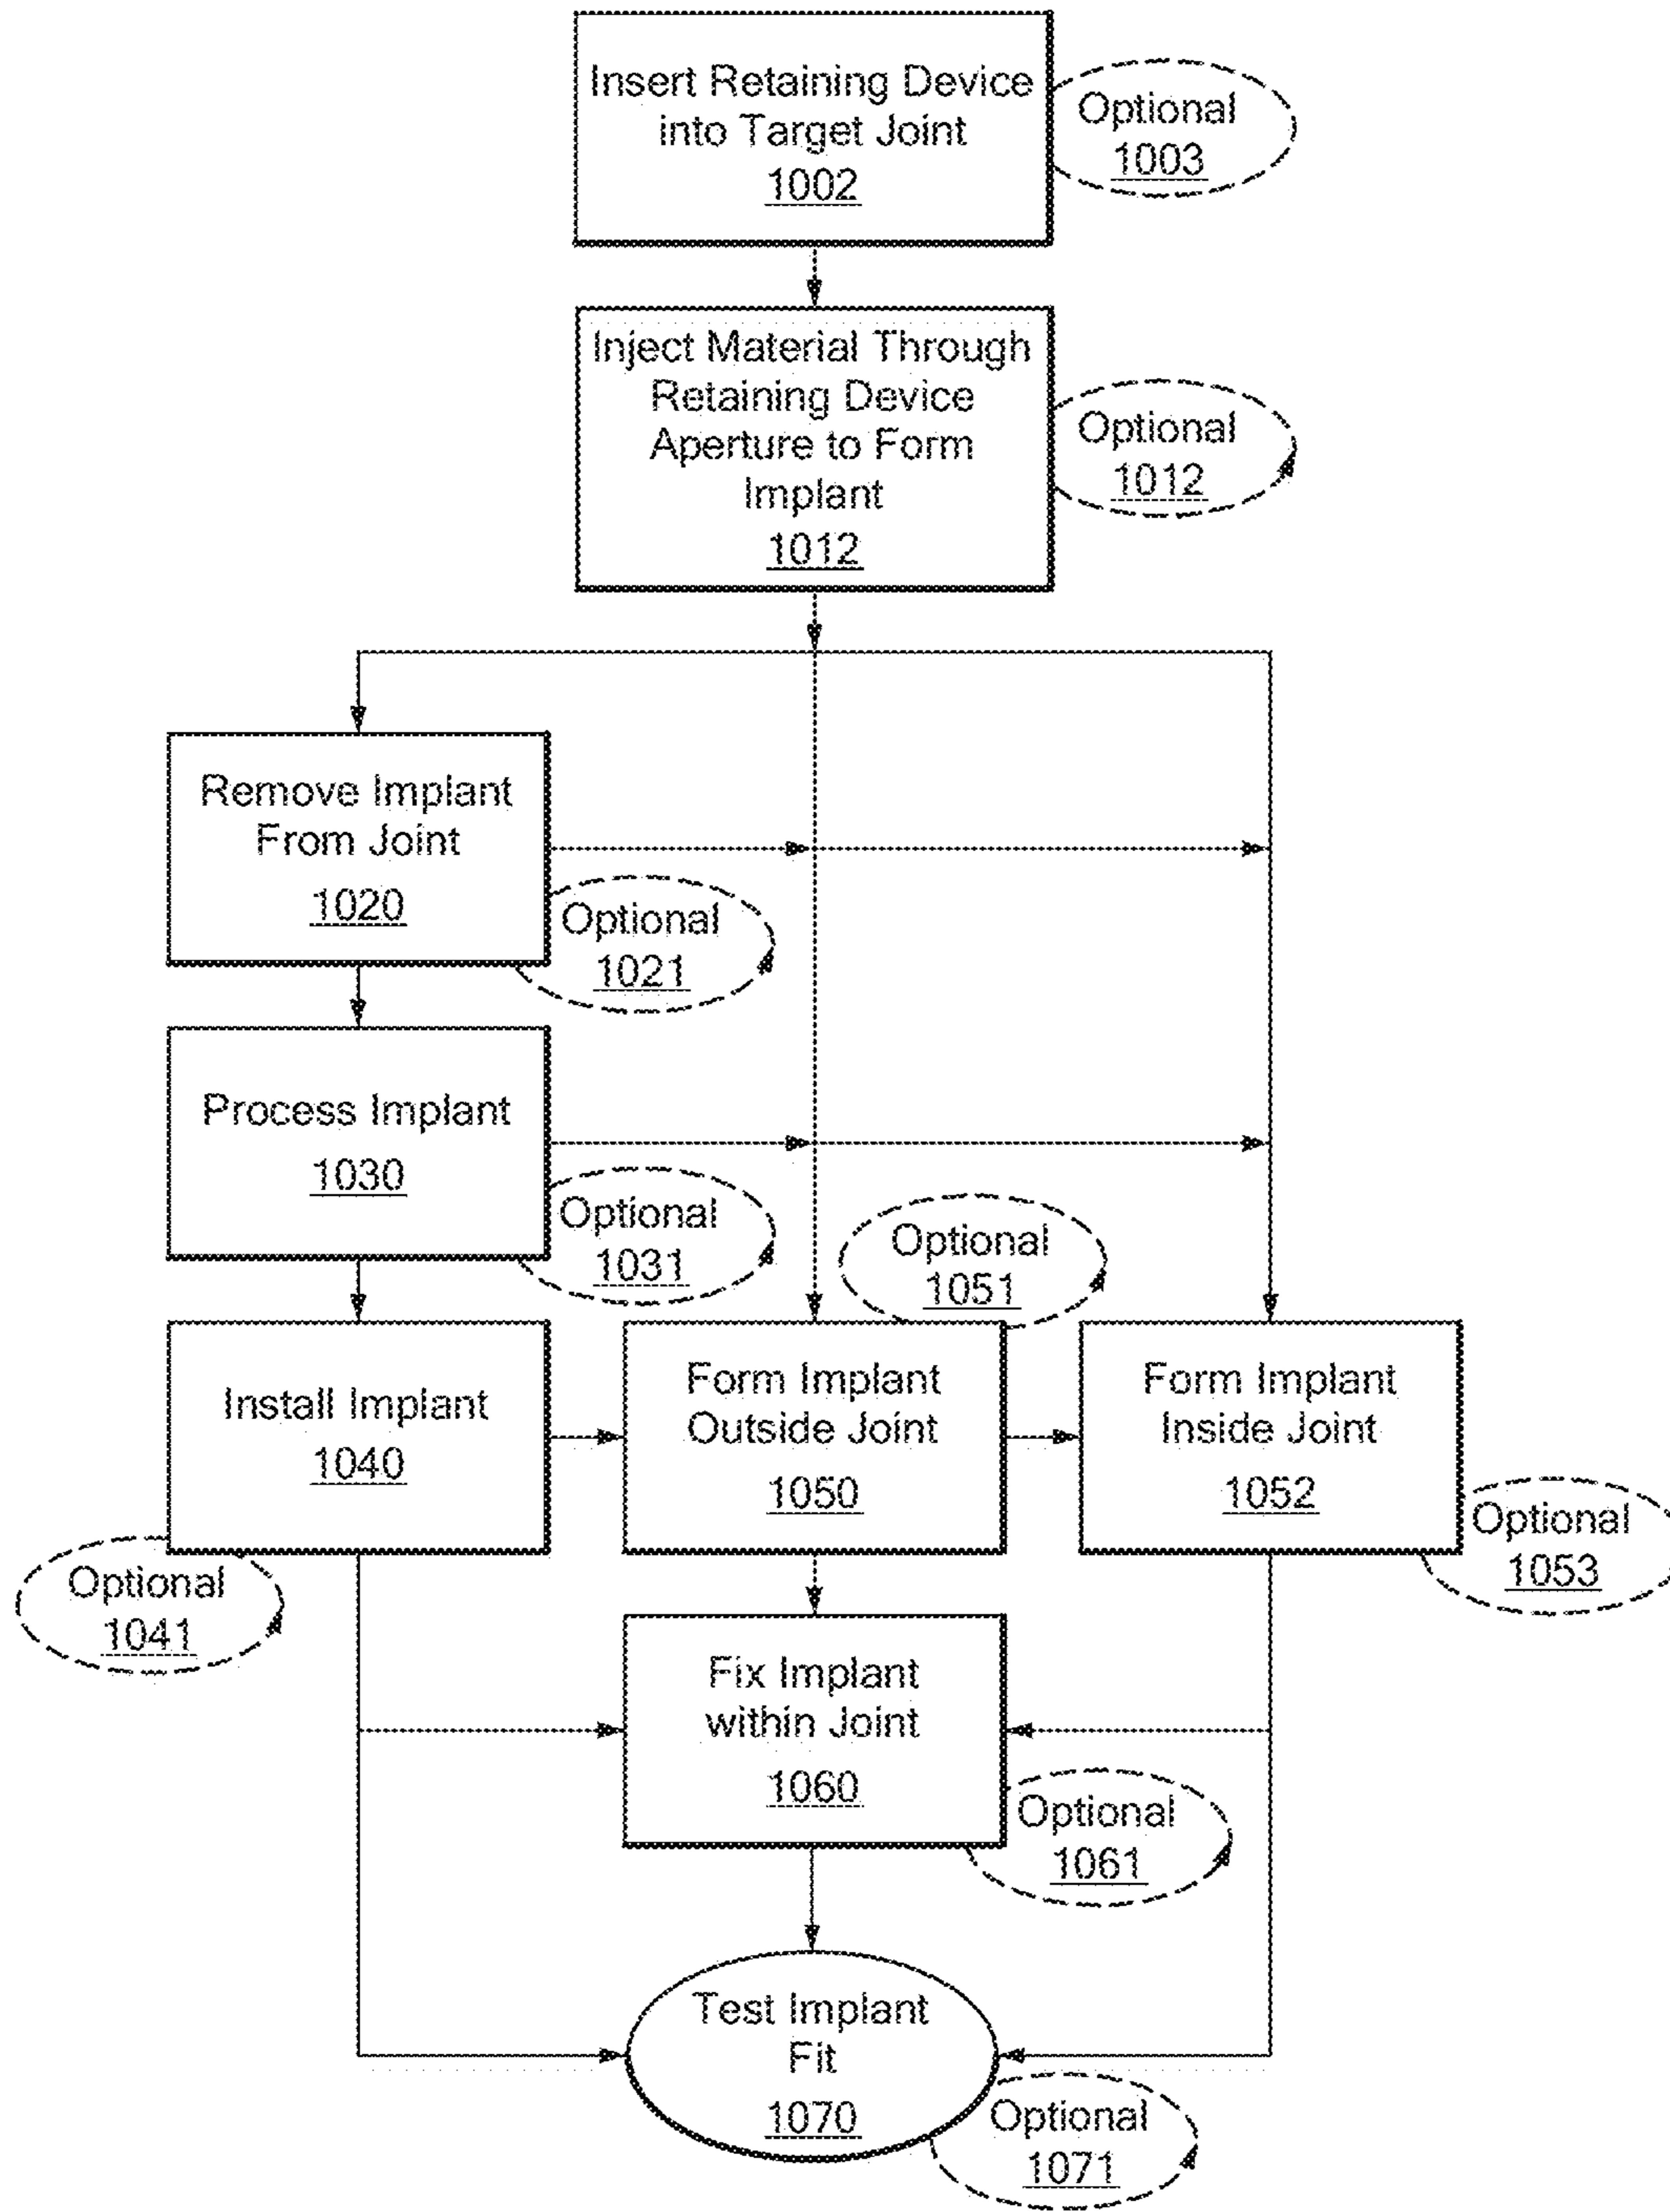 Insert Retaining Device
into Target Joint
1002
Optional
1003
Inject Material Through
Retaining Device
Aperture to Form
Implant
1012
Optional
1012
Remove Implant
From Joint
1020
Optional
1021
Process Implant
1030
Optional
1031
Optional
1051
Install Implant
1040
Optional
1041
Form Implant
Outside Joint
1050
Form Implant
Inside Joint
1052
Optional
1053
Fix Implant
within Joint
1060
Optional
1061
Test Implant
Fit
1070
Optional
1071